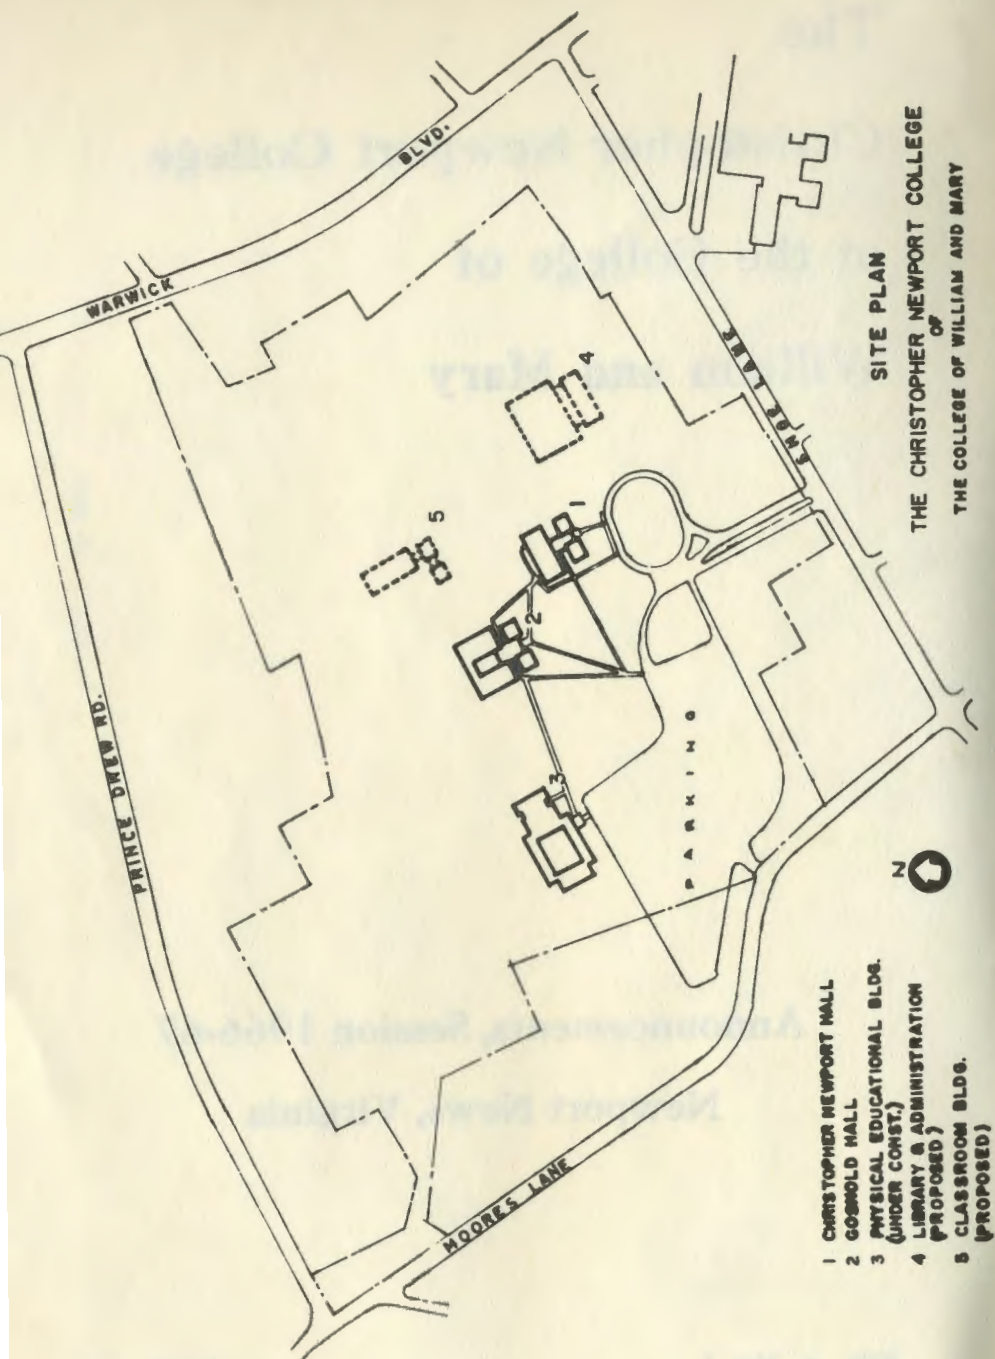 WARWICK BLVD.
PRINCE DREW RD.
SHOE LANE
MOORES LANE
PARKING
1
2
3
4
5
N
SITE PLAN
THE CHRISTOPHER NEWPORT COLLEGE
OF
THE COLLEGE OF WILLIAM AND MARY
1 CHRISTOPHER NEWPORT HALL
2 GOSNOLD HALL
3 PHYSICAL EDUCATIONAL BLDG.
(UNDER CONST.)
4 LIBRARY & ADMINISTRATION
(PROPOSED)
5 CLASSROOM BLDG.
(PROPOSED)
The
Christopher Newport College
of the College of
William and Mary
Announcements, Session 1966-67
Newport News, Virginia